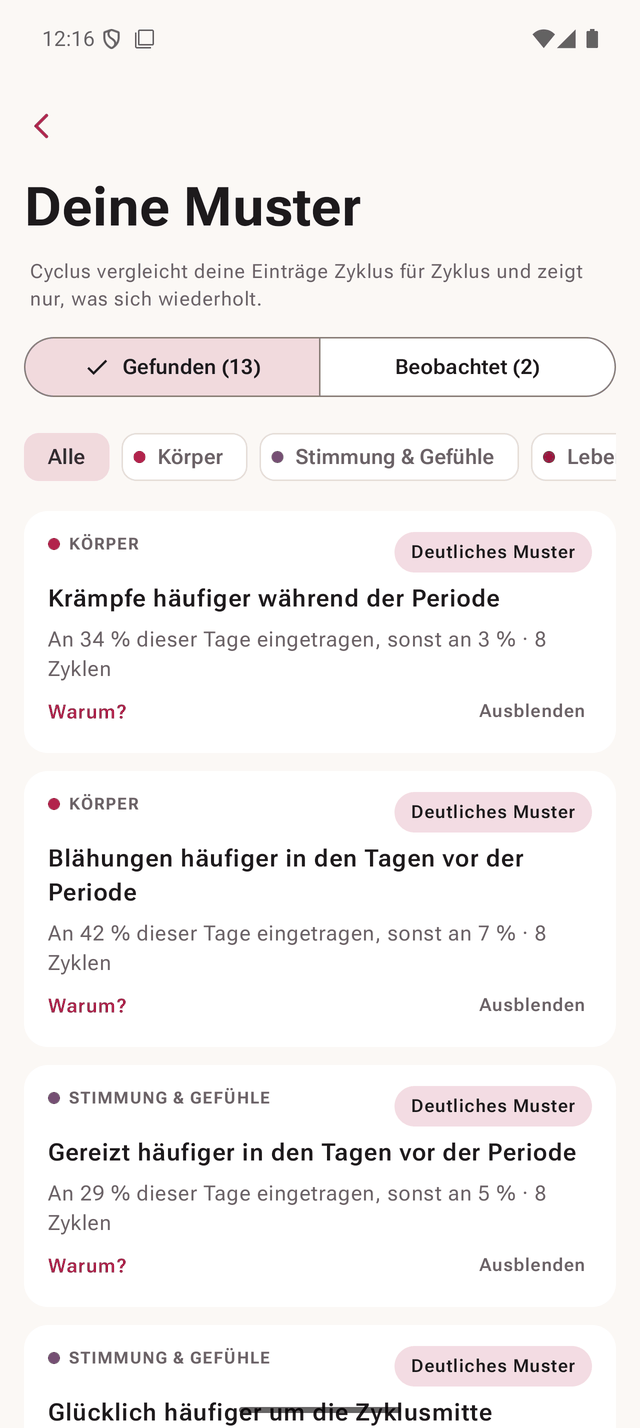 12:16
Deine Muster
Cyclus vergleicht deine Einträge Zyklus für Zyklus und zeigt
nur, was sich wiederholt.
Gefunden (13)
Beobachtet (2)
Alle
Körper
Stimmung & Gefühle
Lebe
KÖRPER
Deutliches Muster
Krämpfe häufiger während der Periode
An 34 % dieser Tage eingetragen, sonst an 3 % · 8
Zyklen
Warum?
Ausblenden
KÖRPER
Deutliches Muster
Blähungen häufiger in den Tagen vor der
Periode
An 42 % dieser Tage eingetragen, sonst an 7 % · 8
Zyklen
Warum?
Ausblenden
STIMMUNG & GEFÜHLE
Deutliches Muster
Gereizt häufiger in den Tagen vor der Periode
An 29 % dieser Tage eingetragen, sonst an 5 % · 8
Zyklen
Warum?
Ausblenden
STIMMUNG & GEFÜHLE
Deutliches Muster
Glücklich häufiger um die Zyklusmitte